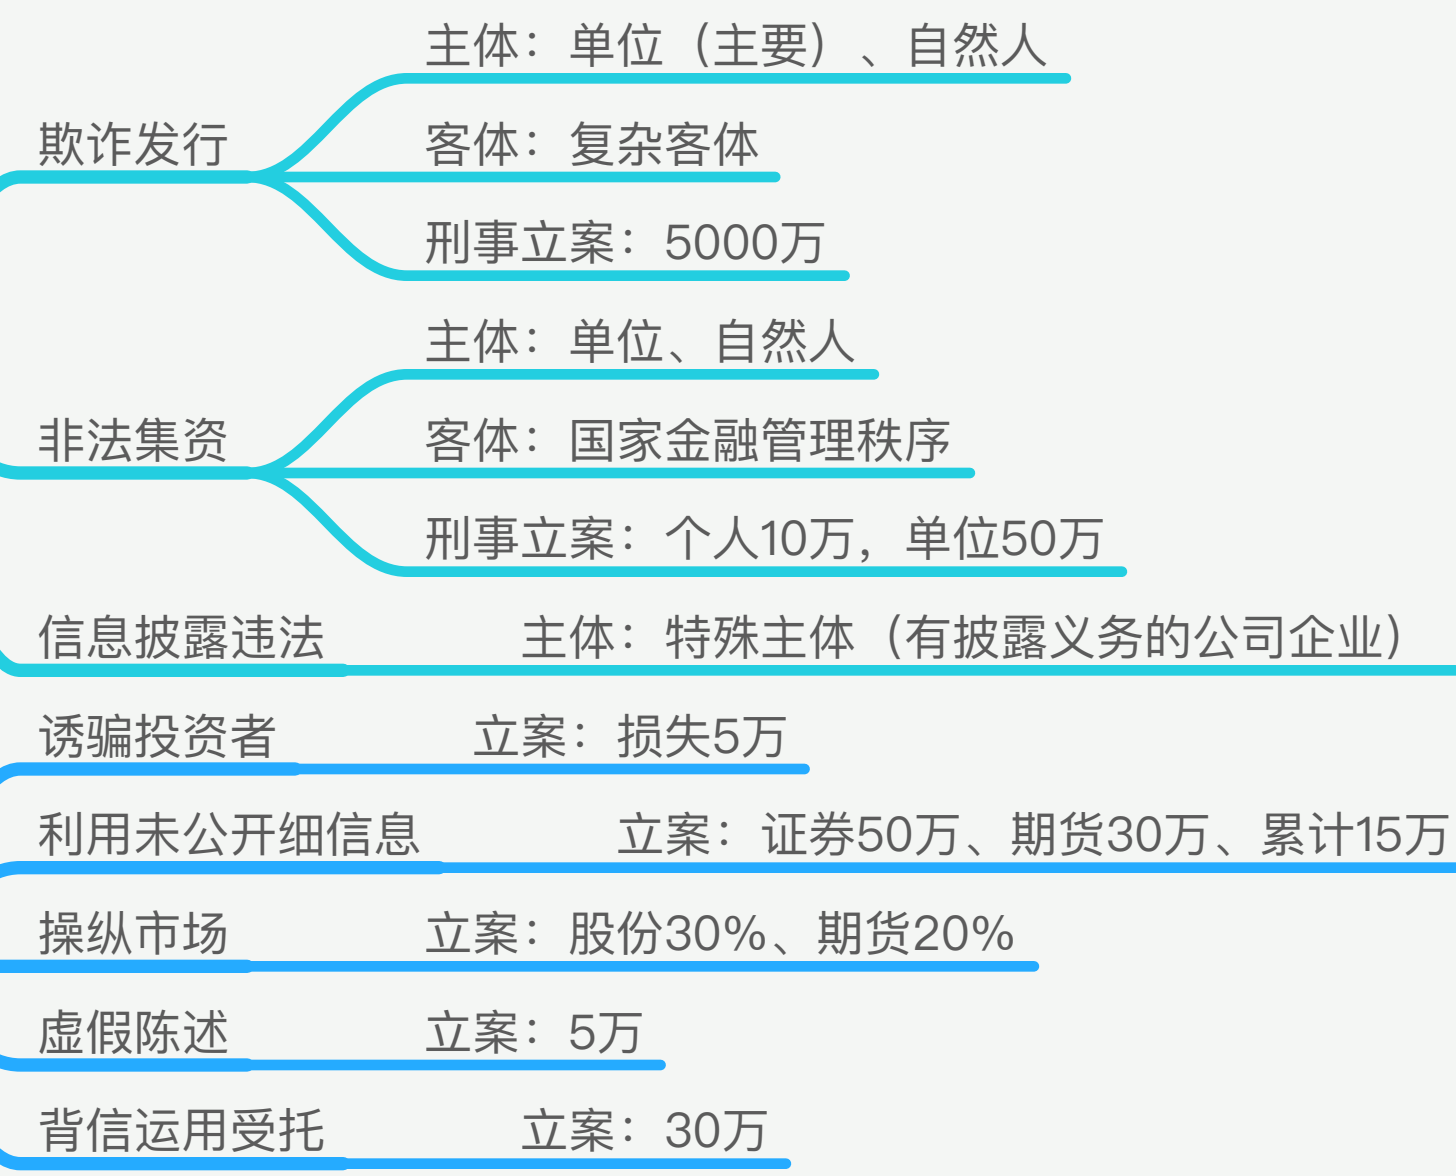 主体：单位（主要）、自然人
欺诈发行
客体：复杂客体
刑事立案：5000万
主体：单位、自然人
非法集资
客体：国家金融管理秩序
刑事立案：个人10万，单位50万
信息披露违法 主体：特殊主体（有披露义务的公司企业）
诱骗投资者 立案：损失5万
利用未公开细信息 立案：证券50万、期货30万、累计15万
操纵市场 立案：股份30%、期货20%
虚假陈述 立案：5万
背信运用受托 立案：30万